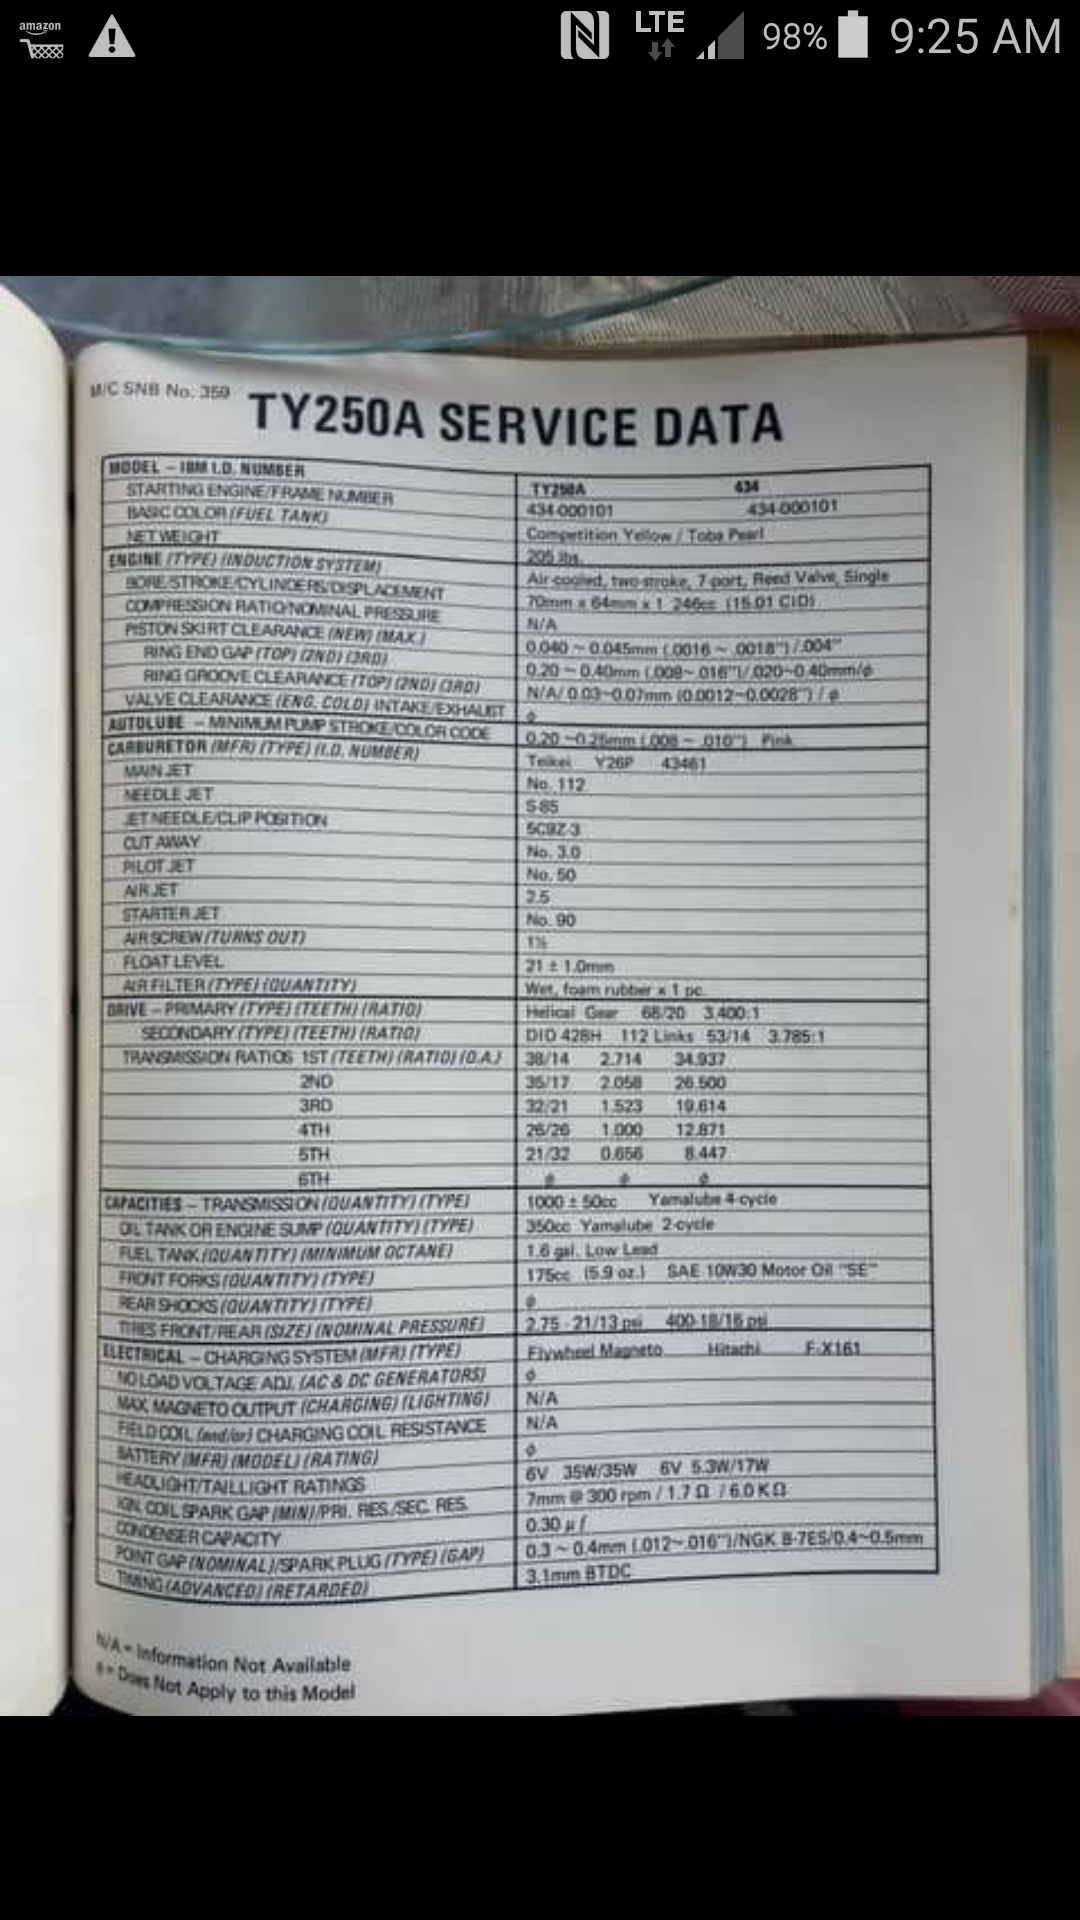 amazon
LTE 98% 9:25 AM
M/C SNB No: 359
TY250A SERVICE DATA
MODEL – IBM I.D. NUMBER TY250A 434
STARTING ENGINE/FRAME NUMBER 434-000101 434-000101
BASIC COLOR (FUEL TANK) Competition Yellow / Toba Pearl
NET WEIGHT 205 lbs.
ENGINE (TYPE) (INDUCTION SYSTEM) Air-cooled, two-stroke, 7-port, Reed Valve, Single
BORE/STROKE/CYLINDERS/DISPLACEMENT 70mm x 64mm x 1 246cc (15.01 CID)
COMPRESSION RATIO/NOMINAL PRESSURE N/A
PISTON SKIRT CLEARANCE (NEW) (MAX.) 0.040 ~ 0.045mm (.0016 ~ .0018")/.004"
RING END GAP (TOP) (2ND) (3RD) 0.20 ~ 0.40mm (.008~.016")/.020~0.40mm/ø
RING GROOVE CLEARANCE (TOP) (2ND) (3RD) N/A/ 0.03~0.07mm (0.0012~0.0028") / ø
VALVE CLEARANCE (ENG. COLD) INTAKE/EXHAUST ø
AUTOLUBE – MINIMUM PUMP STROKE/COLOR CODE 0.20 ~0.25mm (.008 ~ .010") Pink
CARBURETOR (MFR) (TYPE) (I.D. NUMBER) Teikei Y26P 43461
MAIN JET No. 112
NEEDLE JET S-85
JET NEEDLE/CLIP POSITION 5C9Z-3
CUT AWAY No. 3.0
PILOT JET No. 50
AIR JET 2.5
STARTER JET No. 90
AIR SCREW (TURNS OUT)
FLOAT LEVEL 21 ± 1.0mm
AIR FILTER (TYPE) (QUANTITY) Wet, foam rubber x 1 pc.
DRIVE – PRIMARY (TYPE) (TEETH) (RATIO) Helical Gear 68/20 3.400:1
SECONDARY (TYPE) (TEETH) (RATIO) DID 428H 112 Links 53/14 3.785:1
TRANSMISSION RATIOS 1ST (TEETH) (RATIO) (O.A.) 38/14 2.714 34.937
2ND 35/17 2.058 26.500
3RD 32/21 1.523 19.614
4TH 26/26 1.000 12.871
5TH 21/32 0.656 8.447
6TH ø ø ø
CAPACITIES – TRANSMISSION (QUANTITY) (TYPE) 1000 ± 50cc Yamalube 4-cycle
OIL TANK OR ENGINE SUMP (QUANTITY) (TYPE) 350cc Yamalube 2-cycle
FUEL TANK (QUANTITY) (MINIMUM OCTANE) 1.6 gal. Low Lead
FRONT FORKS (QUANTITY) (TYPE) 175cc (5.9 oz.) SAE 10W30 Motor Oil "SE"
REAR SHOCKS (QUANTITY) (TYPE) ø
TIRES FRONT/REAR (SIZE) (NOMINAL PRESSURE) 2.75 - 21/13 psi 400-18/16 psi
ELECTRICAL – CHARGING SYSTEM (MFR) (TYPE) Flywheel Magneto Hitachi F-X161
NO LOAD VOLTAGE ADJ. (AC & DC GENERATORS) ø
MAX. MAGNETO OUTPUT (CHARGING) (LIGHTING) N/A
FIELD COIL (and/or) CHARGING COIL RESISTANCE N/A
BATTERY (MFR) (MODEL) (RATING) ø
HEADLIGHT/TAILLIGHT RATINGS 6V 35W/35W 6V 5.3W/17W
IGN. COIL SPARK GAP (MIN)/PRI. RES./SEC. RES. 7mm @ 300 rpm / 1.7 Ω / 6.0 K Ω
CONDENSER CAPACITY 0.30 µf
POINT GAP (NOMINAL)/SPARK PLUG (TYPE) (GAP) 0.3 ~ 0.4mm (.012~.016")/NGK B-7ES/0.4~0.5mm
TIMING (ADVANCED) (RETARDED) 3.1mm BTDC
N/A = Information Not Available
ø = Does Not Apply to this Model